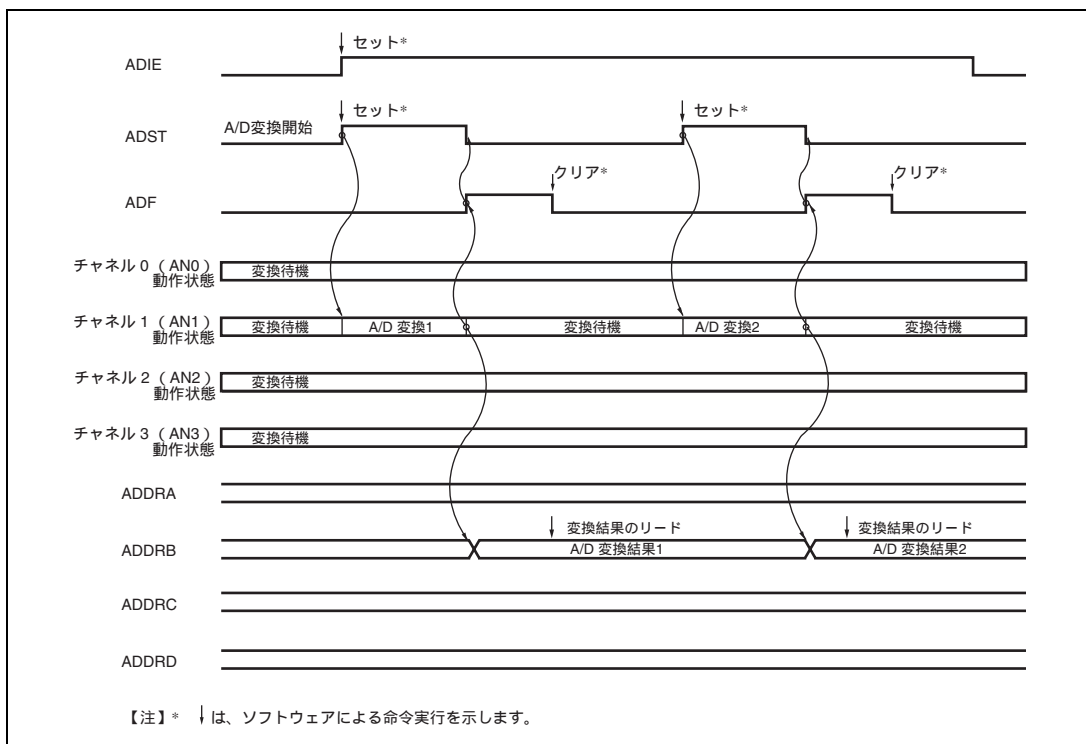 セット*
ADIE
セット*
セット*
A/D変換開始
ADST
クリア*
クリア*
ADF
チャネル 0 ( AN0 )
動作状態
変換待機
チャネル 1 ( AN1 )
動作状態
変換待機
A/D 変換1
変換待機
A/D 変換2
変換待機
チャネル 2 ( AN2 )
動作状態
変換待機
チャネル 3 ( AN3 )
動作状態
変換待機
ADDRA
変換結果のリード
変換結果のリード
ADDRB
A/D 変換結果1
A/D 変換結果2
ADDRC
ADDRD
【注】* ↓ は、ソフトウェアによる命令実行を示します。